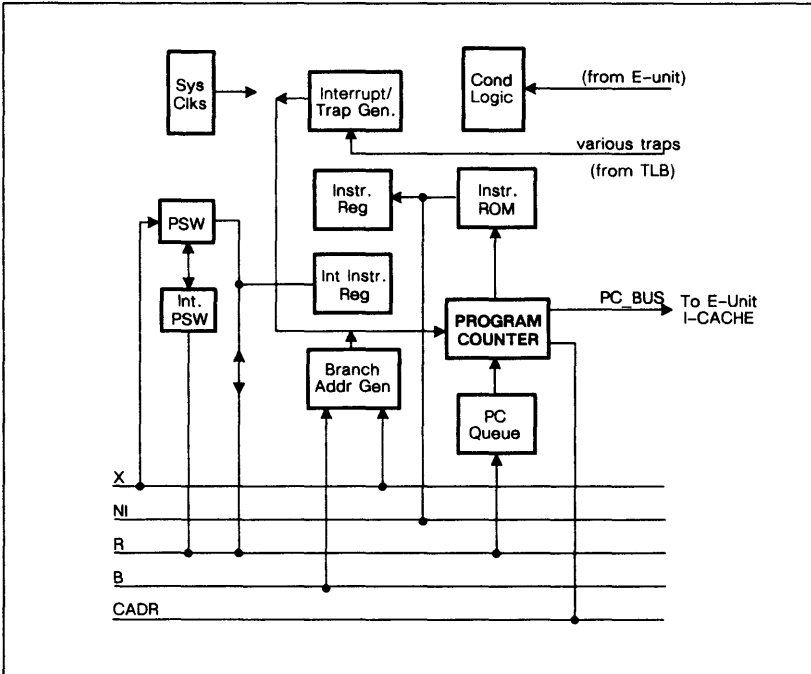 Sys
Clks
Interrupt/
Trap Gen.
Cond
Logic
(from E-unit)
various traps
(from TLB)
Instr.
Reg
Instr.
ROM
PSW
Int Instr.
Reg
Int.
PSW
PROGRAM
COUNTER
PC_BUS
To E-Unit
I-CACHE
Branch
Addr Gen
PC
Queue
X
NI
R
B
CADR